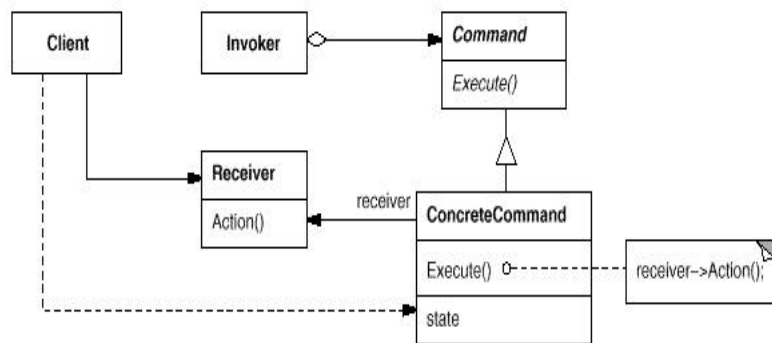 Client
Invoker
Command
Execute()
Receiver
Action()
receiver
ConcreteCommand
Execute()
receiver–>Action();
state